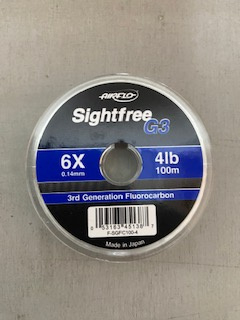 AIRFLO
Sightfree
G3
6X 4lb
0.14mm 100m
3rd Generation Fluorocarbon
F-SGFC100-4
Made in Japan